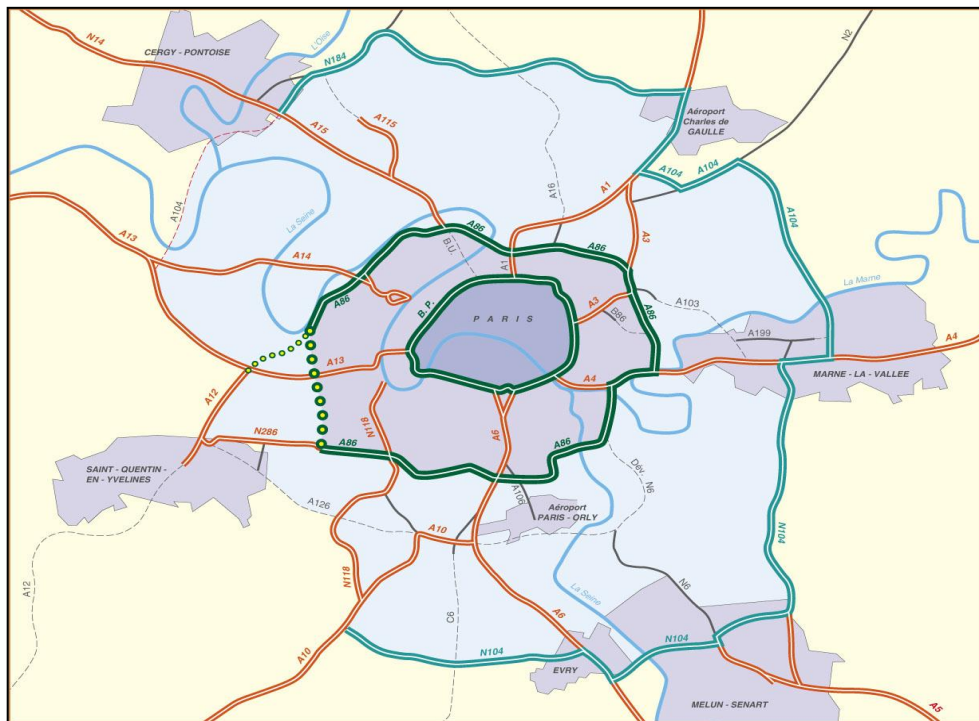 N14
CERGY - PONTOISE
L'Oise
N184
N2
A15
A115
Aéroport
Charles de
GAULLE
A104
A104
A1
A16
A104
A104
A13
La Seine
A14
A86
B.U.
A1
A86
A3
A86
B. P.
PARIS
A3
B86
A86
A103
La Marne
A199
A4
MARNE - LA - VALLEE
A13
A4
A12
N286
A86
N118
A6
A86
SAINT - QUENTIN -
EN - YVELINES
A126
A106
Aéroport
PARIS - ORLY
Dév. N6
A10
N104
A12
N118
C6
A6
La Seine
N6
A10
N104
EVRY
N104
MELUN - SENART
A5